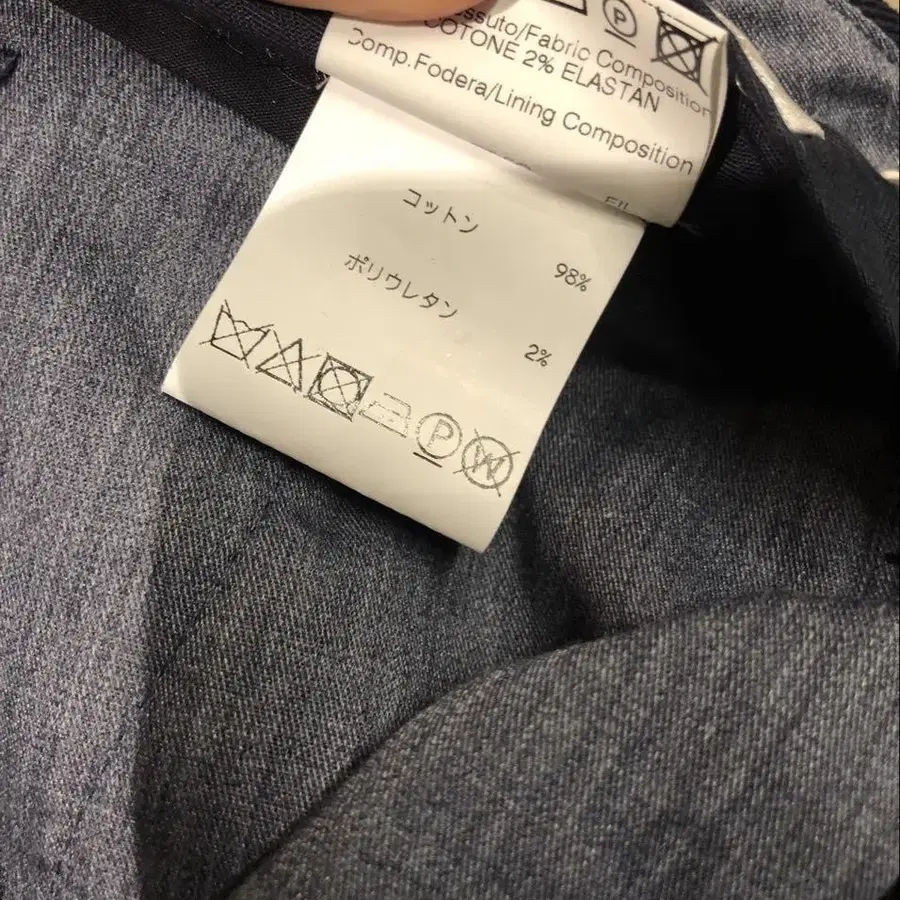 P
ssuto/Fabric Composition
COTONE 2% ELASTAN
Comp.Fodera/Lining Composition
コットン
98%
ポリウレタン
2%
P
W